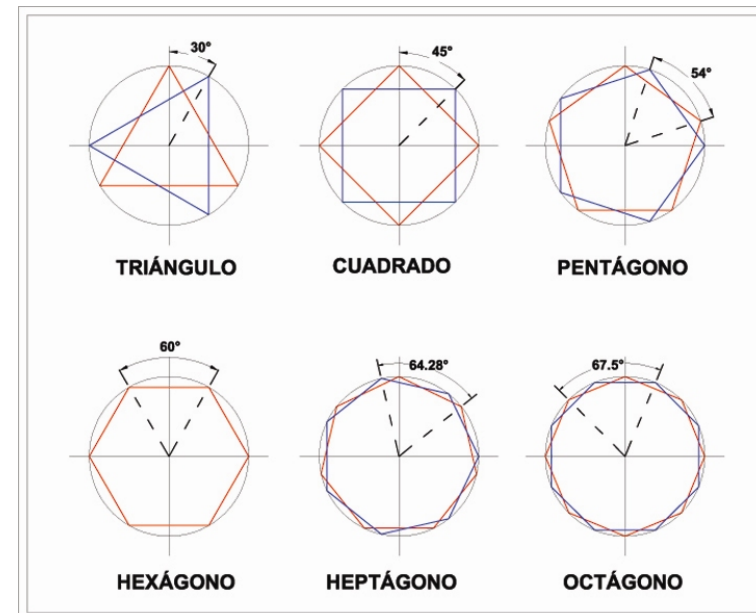 30°
45°
54°
TRIÁNGULO
CUADRADO
PENTÁGONO
60°
64.28°
67.5°
HEXÁGONO
HEPTÁGONO
OCTÁGONO